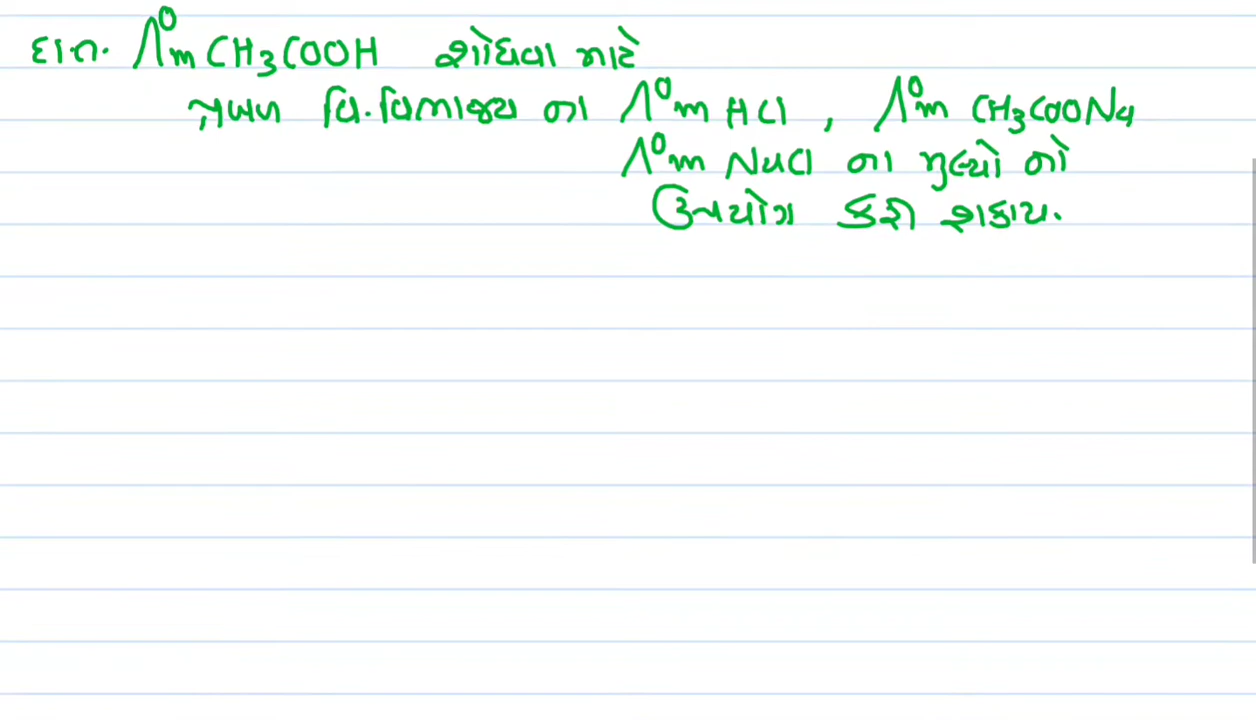 દા.ત. Λ⁰m CH₃COOH શોધવા માટે
પ્રબળ વિ.વિભાજ્ય ના Λ⁰m HCl , Λ⁰m CH₃COONa
Λ⁰m NaCl ના મુલ્યો નો
ઉપયોગ કરી શકાય.